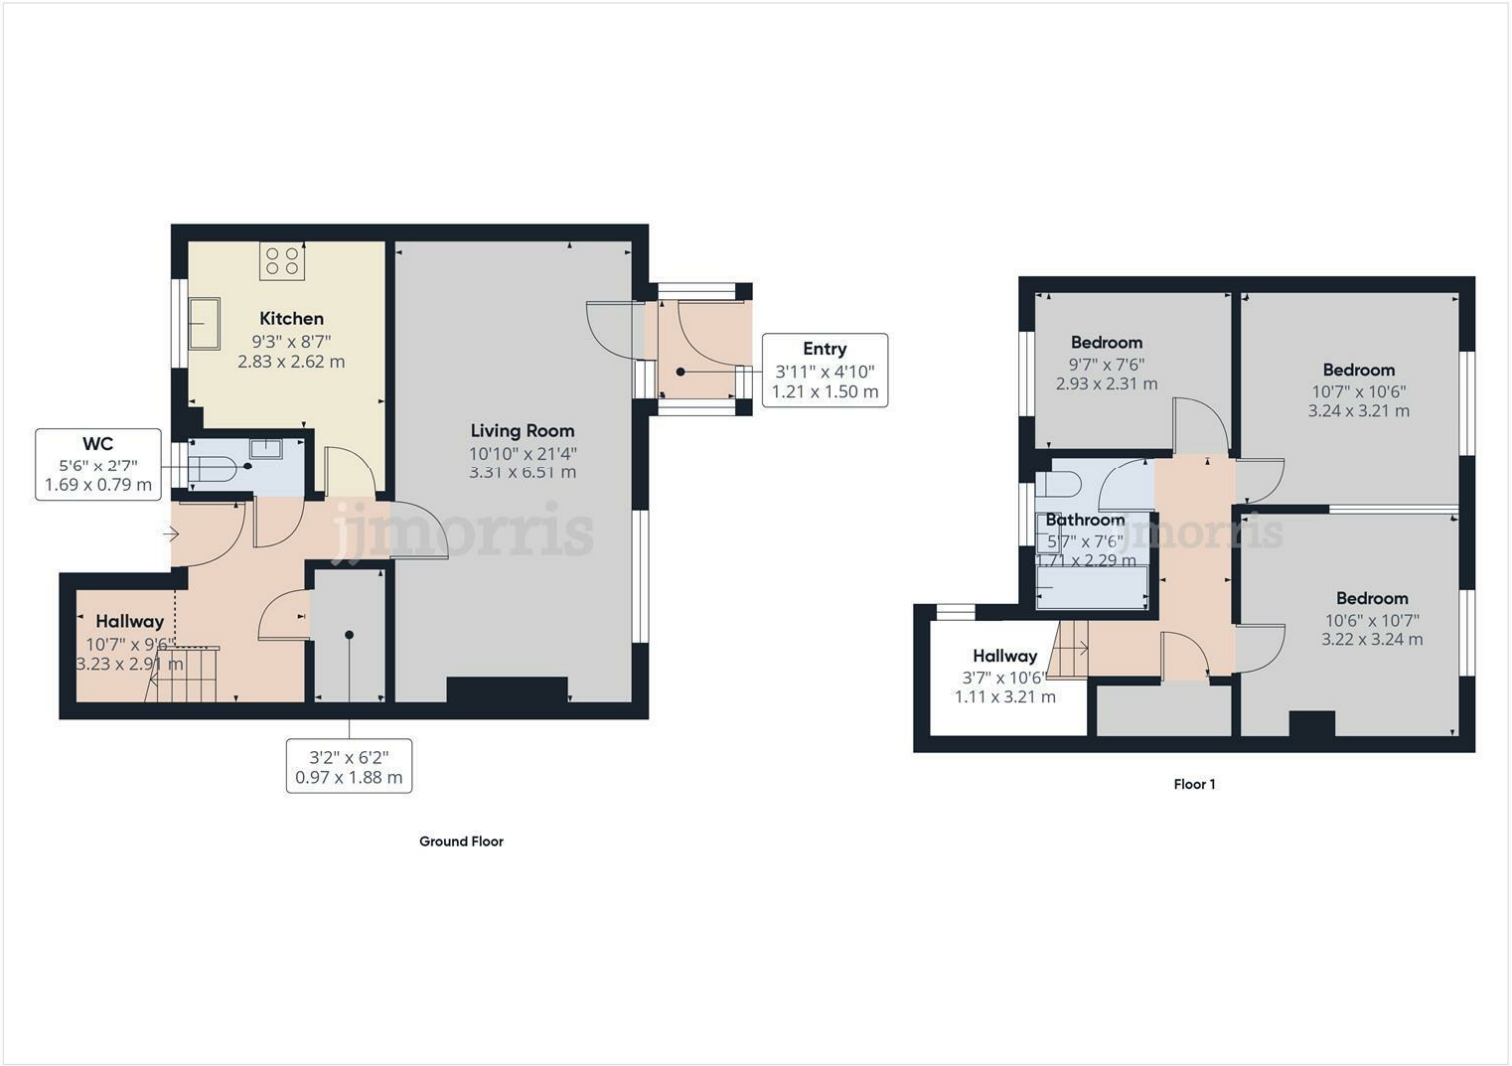 Kitchen
9'3" x 8'7"
2.83 x 2.62 m
WC
5'6" x 2'7"
1.69 x 0.79 m
Living Room
10'10" x 21'4"
3.31 x 6.51 m
Entry
3'11" x 4'10"
1.21 x 1.50 m
Hallway
10'7" x 9'6"
3.23 x 2.91 m
3'2" x 6'2"
0.97 x 1.88 m
jjmorris
Ground Floor
Bedroom
9'7" x 7'6"
2.93 x 2.31 m
Bedroom
10'7" x 10'6"
3.24 x 3.21 m
Bathroom
5'7" x 7'6"
1.71 x 2.29 m
jjmorris
Bedroom
10'6" x 10'7"
3.22 x 3.24 m
Hallway
3'7" x 10'6"
1.11 x 3.21 m
Floor 1